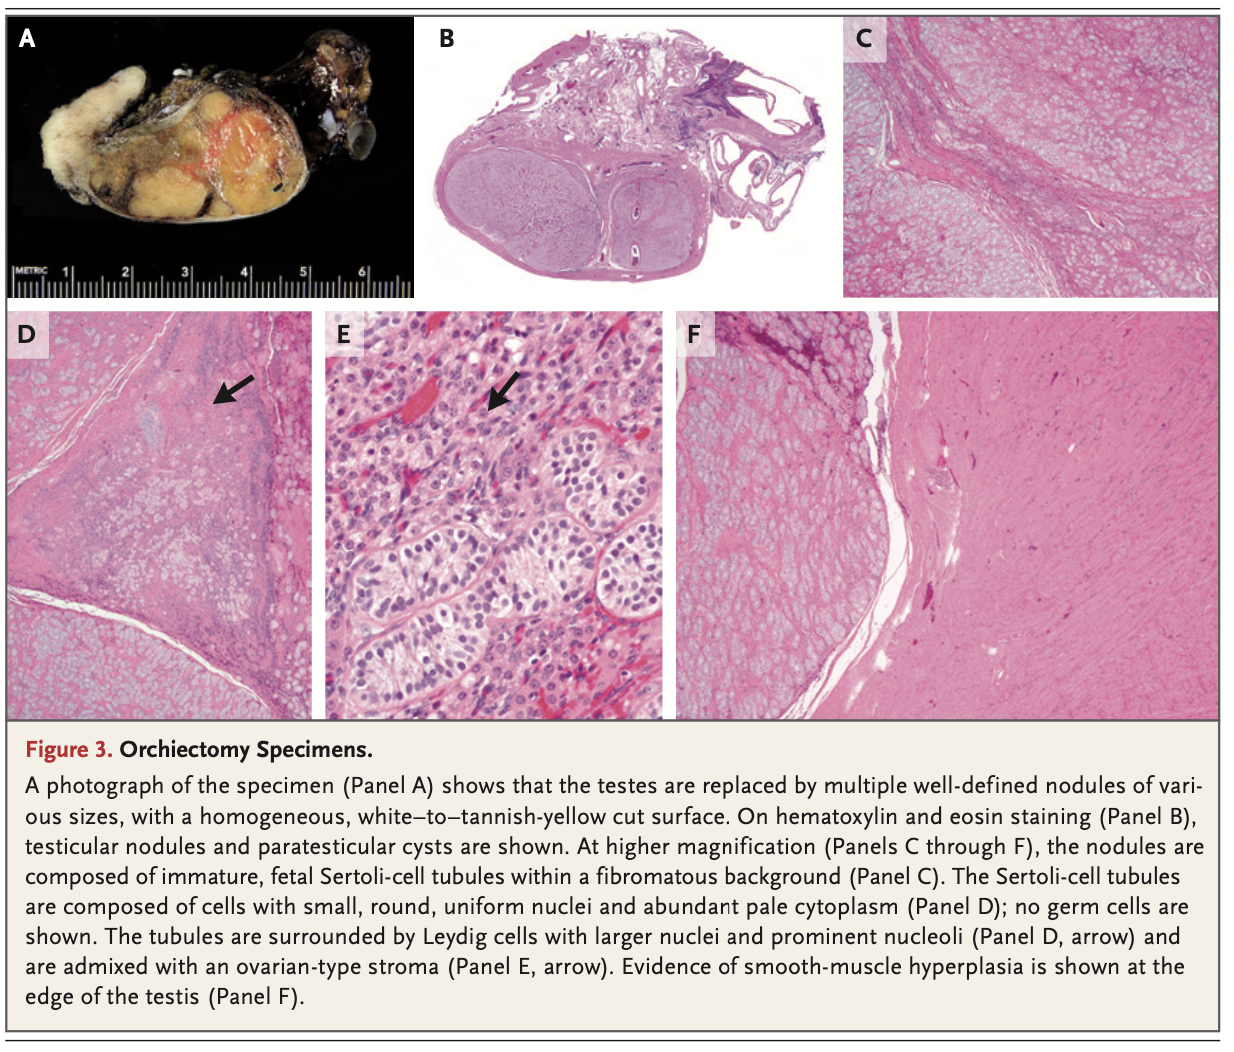 A
B
C
METRIC 1 2 3 4 5 6
D
E
F
Figure 3. Orchiectomy Specimens.
A photograph of the specimen (Panel A) shows that the testes are replaced by multiple well-defined nodules of vari-
ous sizes, with a homogeneous, white–to–tannish-yellow cut surface. On hematoxylin and eosin staining (Panel B),
testicular nodules and paratesticular cysts are shown. At higher magnification (Panels C through F), the nodules are
composed of immature, fetal Sertoli-cell tubules within a fibromatous background (Panel C). The Sertoli-cell tubules
are composed of cells with small, round, uniform nuclei and abundant pale cytoplasm (Panel D); no germ cells are
shown. The tubules are surrounded by Leydig cells with larger nuclei and prominent nucleoli (Panel D, arrow) and
are admixed with an ovarian-type stroma (Panel E, arrow). Evidence of smooth-muscle hyperplasia is shown at the
edge of the testis (Panel F).